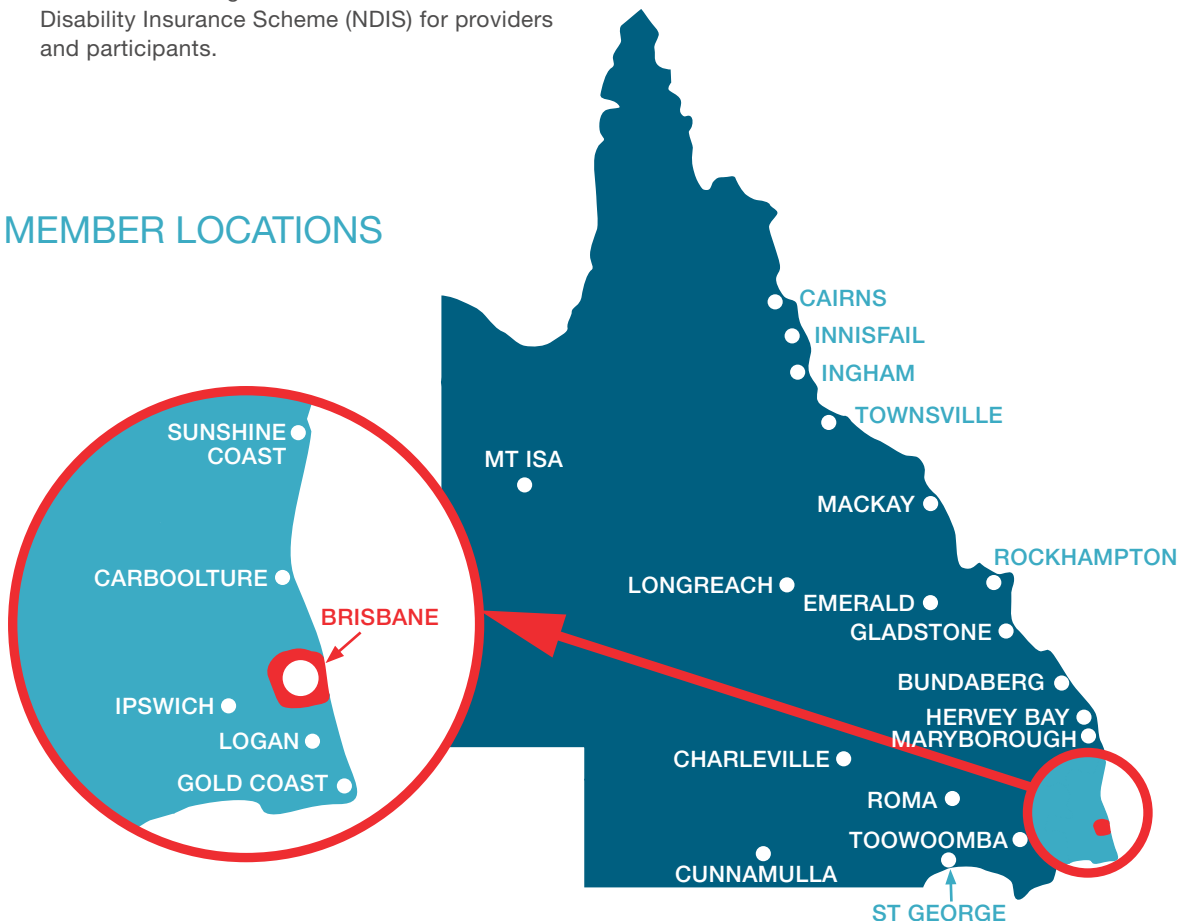 Disability Insurance Scheme (NDIS) for providers
and participants.
MEMBER LOCATIONS
CAIRNS
INNISFAIL
INGHAM
TOWNSVILLE
MT ISA
MACKAY
ROCKHAMPTON
LONGREACH
EMERALD
GLADSTONE
BUNDABERG
HERVEY BAY
MARYBOROUGH
CHARLEVILLE
ROMA
TOOWOOMBA
CUNNAMULLA
ST GEORGE
SUNSHINE
COAST
CARBOOLTURE
BRISBANE
IPSWICH
LOGAN
GOLD COAST